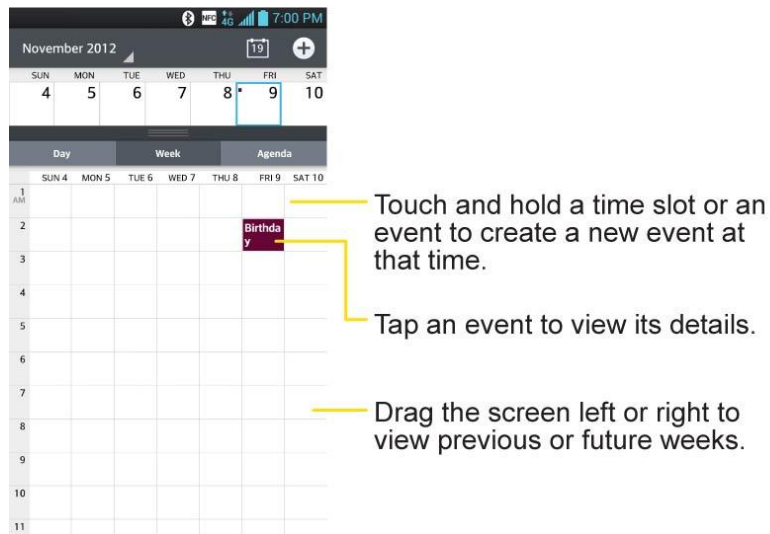 NFC 4G 7:00 PM
November 2012 19
SUN MON TUE WED THU FRI SAT
4 5 6 7 8 9 10
Day Week Agenda
SUN 4 MON 5 TUE 6 WED 7 THU 8 FRI 9 SAT 10
1
AM
2
Birthda
y
3
4
5
6
7
8
9
10
11
Touch and hold a time slot or an
event to create a new event at
that time.
Tap an event to view its details.
Drag the screen left or right to
view previous or future weeks.